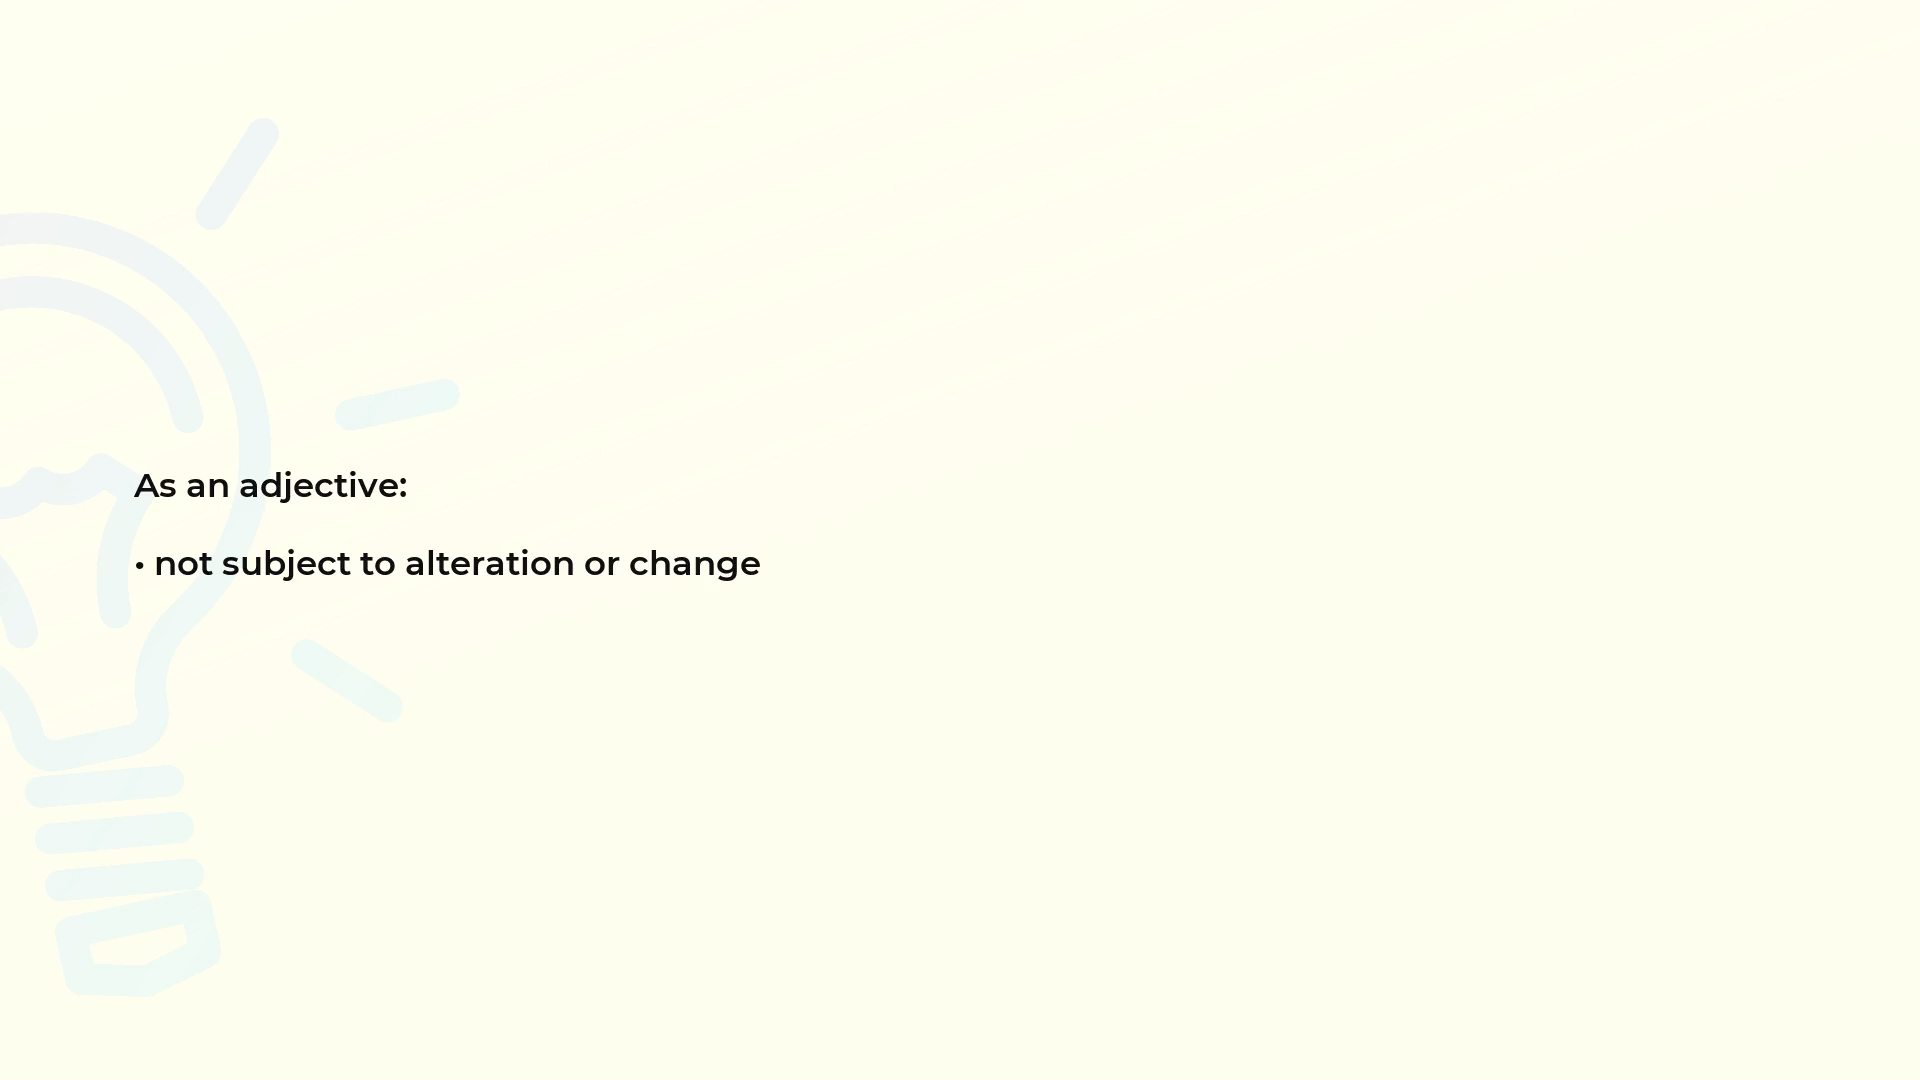 As an adjective:
• not subject to alteration or change